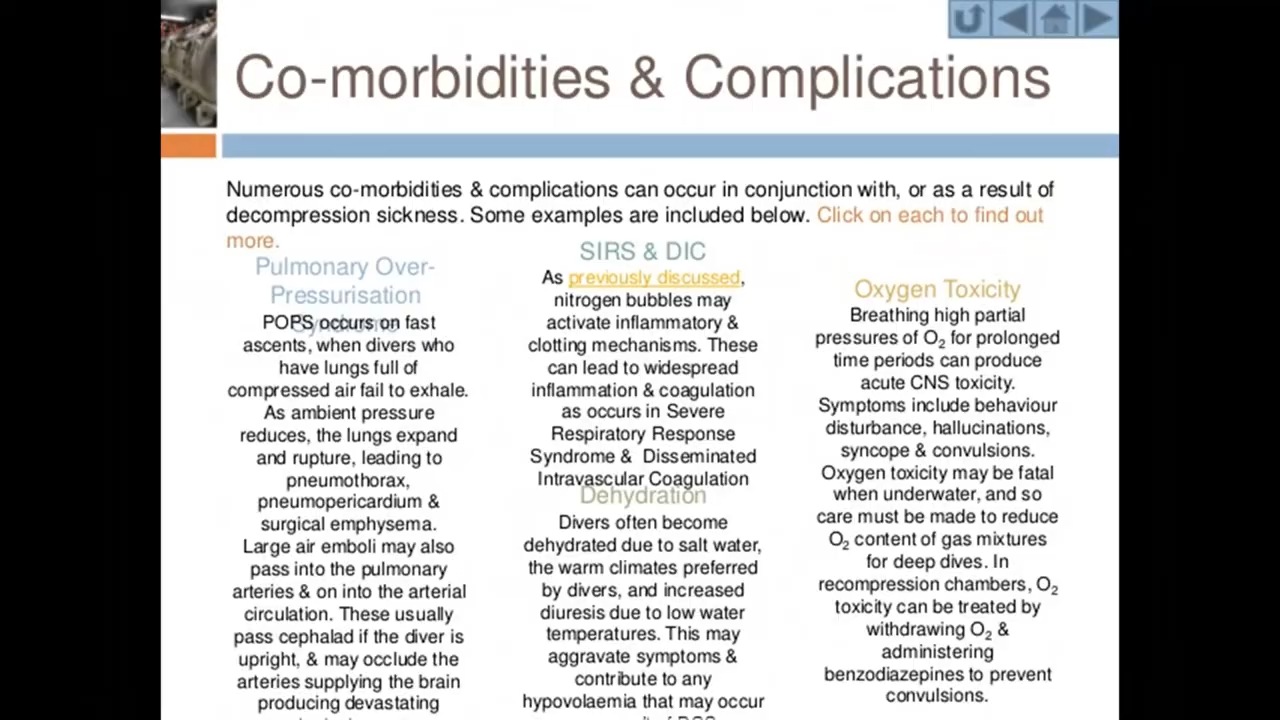 Co-morbidities & Complications
Numerous co-morbidities & complications can occur in conjunction with, or as a result of
decompression sickness. Some examples are included below. Click on each to find out
more.
Pulmonary Over-
Pressurisation
Syndrome
POPS occurs on fast
ascents, when divers who
have lungs full of
compressed air fail to exhale.
As ambient pressure
reduces, the lungs expand
and rupture, leading to
pneumothorax,
pneumopericardium &
surgical emphysema.
Large air emboli may also
pass into the pulmonary
arteries & on into the arterial
circulation. These usually
pass cephalad if the diver is
upright, & may occlude the
arteries supplying the brain
producing devastating
SIRS & DIC
As previously discussed,
nitrogen bubbles may
activate inflammatory &
clotting mechanisms. These
can lead to widespread
inflammation & coagulation
as occurs in Severe
Respiratory Response
Syndrome & Disseminated
Intravascular Coagulation
Dehydration
Divers often become
dehydrated due to salt water,
the warm climates preferred
by divers, and increased
diuresis due to low water
temperatures. This may
aggravate symptoms &
contribute to any
hypovolaemia that may occur
Oxygen Toxicity
Breathing high partial
pressures of O₂ for prolonged
time periods can produce
acute CNS toxicity.
Symptoms include behaviour
disturbance, hallucinations,
syncope & convulsions.
Oxygen toxicity may be fatal
when underwater, and so
care must be made to reduce
O₂ content of gas mixtures
for deep dives. In
recompression chambers, O₂
toxicity can be treated by
withdrawing O₂ &
administering
benzodiazepines to prevent
convulsions.